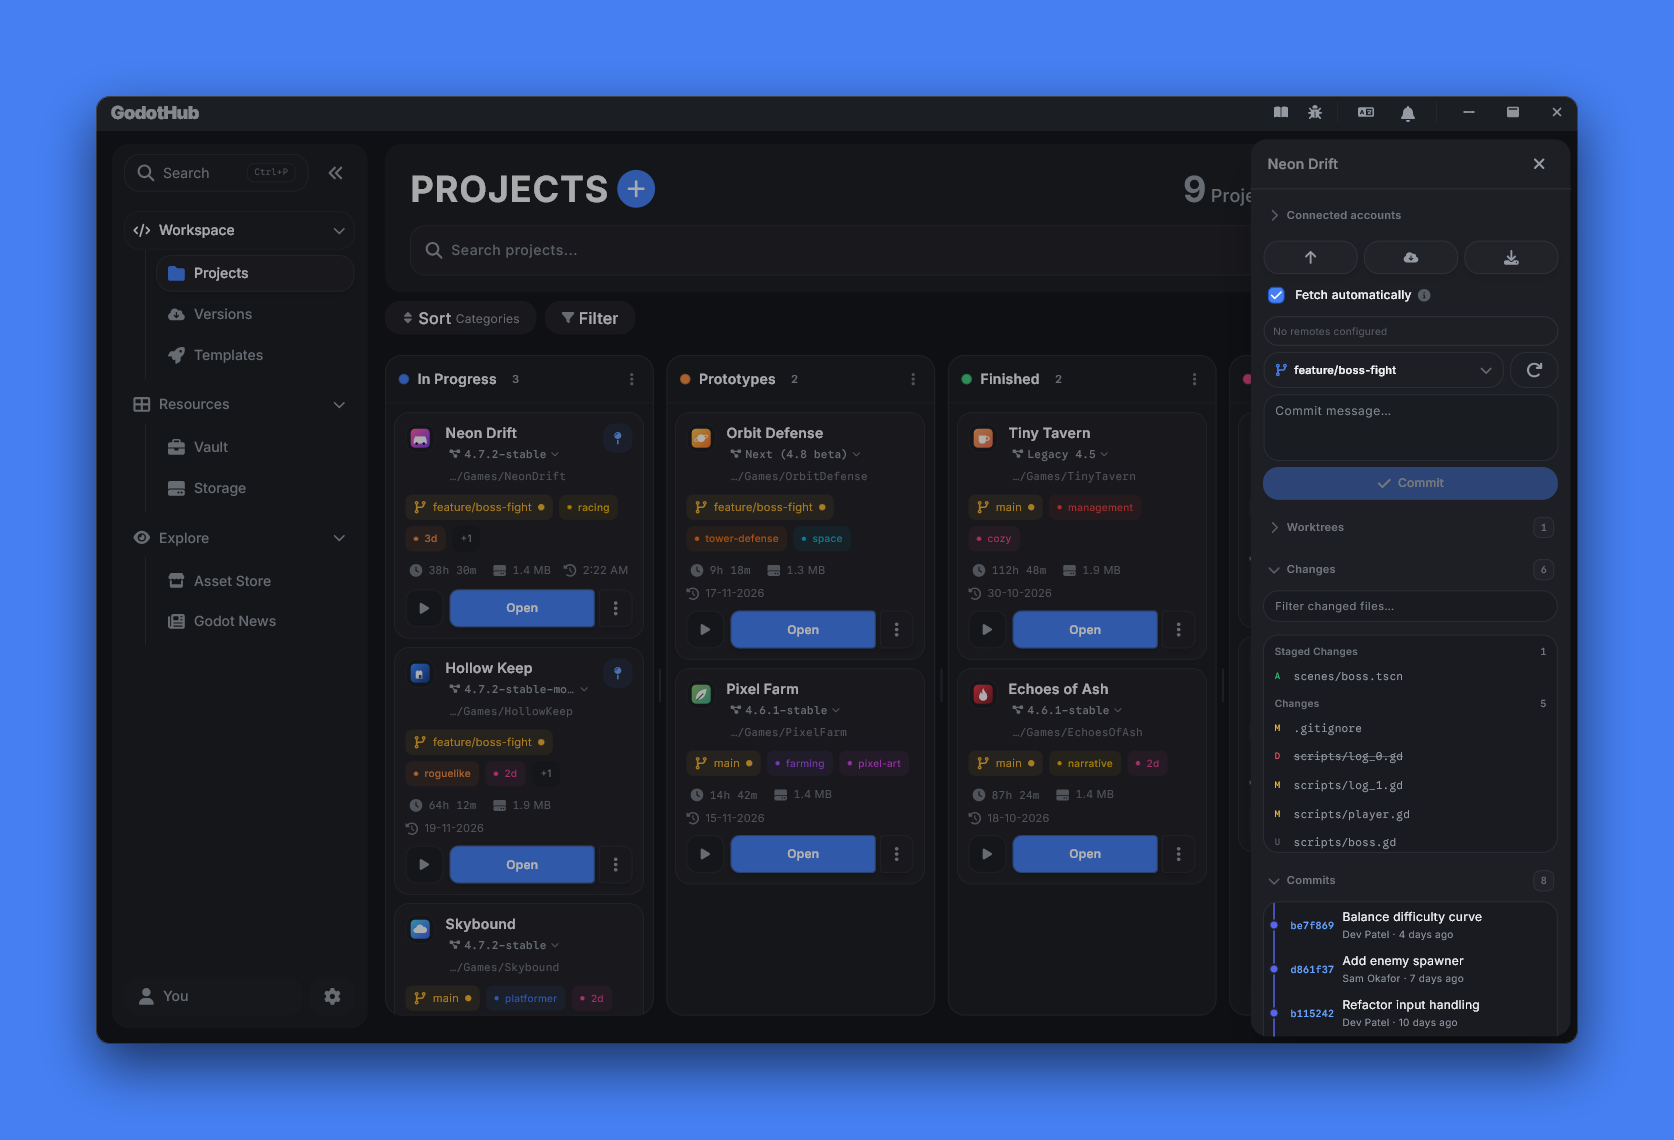 GodotHub
Search Ctrl+P
Workspace
Projects
Versions
Templates
Resources
Vault
Storage
Explore
Asset Store
Godot News
You
PROJECTS
9
Search projects...
Sort Categories
Filter
In Progress 3
Neon Drift
4.7.2-stable
…/Games/NeonDrift
feature/boss-fight
racing
3d
+1
38h 30m 1.4 MB 2:22 AM
Open
Hollow Keep
4.7.2-stable-mo…
…/Games/HollowKeep
feature/boss-fight
roguelike 2d +1
64h 12m 1.9 MB
19-11-2026
Open
Skybound
4.7.2-stable
…/Games/Skybound
main platformer 2d
Prototypes 2
Orbit Defense
Next (4.8 beta)
…/Games/OrbitDefense
feature/boss-fight
tower-defense space
9h 18m 1.3 MB
17-11-2026
Open
Pixel Farm
4.6.1-stable
…/Games/PixelFarm
main farming pixel-art
14h 42m 1.4 MB
15-11-2026
Open
Finished 2
Tiny Tavern
Legacy 4.5
…/Games/TinyTavern
main management
cozy
112h 48m 1.9 MB
30-10-2026
Open
Echoes of Ash
4.6.1-stable
…/Games/EchoesOfAsh
main narrative 2d
87h 24m 1.4 MB
18-10-2026
Open
Neon Drift
Connected accounts
Fetch automatically
No remotes configured
feature/boss-fight
Commit message...
Commit
Worktrees 1
Changes 6
Filter changed files...
Staged Changes 1
A scenes/boss.tscn
Changes 5
M .gitignore
D scripts/log_0.gd
M scripts/log_1.gd
M scripts/player.gd
U scripts/boss.gd
Commits 8
be7f869 Balance difficulty curve
Dev Patel · 4 days ago
d861f37 Add enemy spawner
Sam Okafor · 7 days ago
b115242 Refactor input handling
Dev Patel · 10 days ago